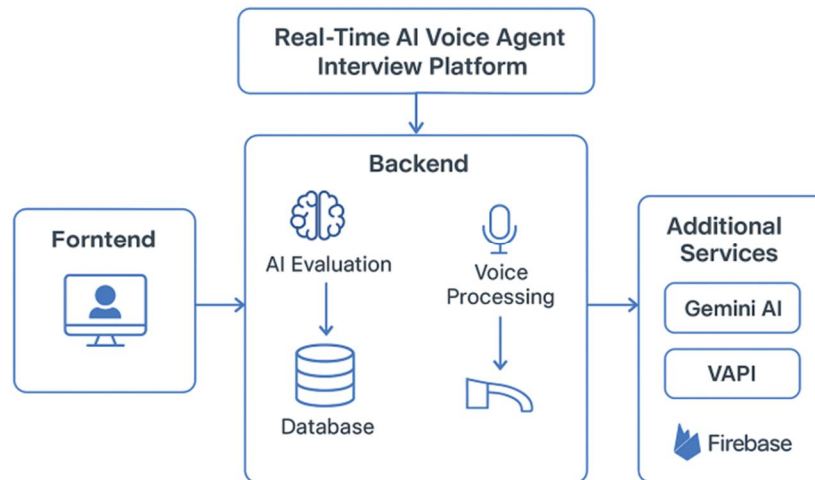 Real-Time AI Voice Agent
Interview Platform
Backend
Forntend
AI Evaluation
Database
Voice
Processing
Additional
Services
Gemini AI
VAPI
Firebase